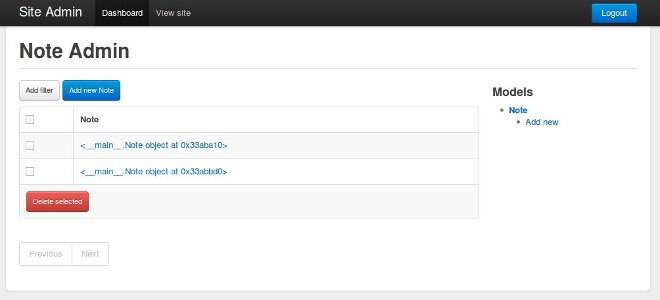 Site Admin Dashboard View site Logout
Note Admin
Add filter Add new Note
Note
<__main__.Note object at 0x33aba10>
<__main__.Note object at 0x33abbd0>
Delete selected
Previous Next
Models
Note
Add new